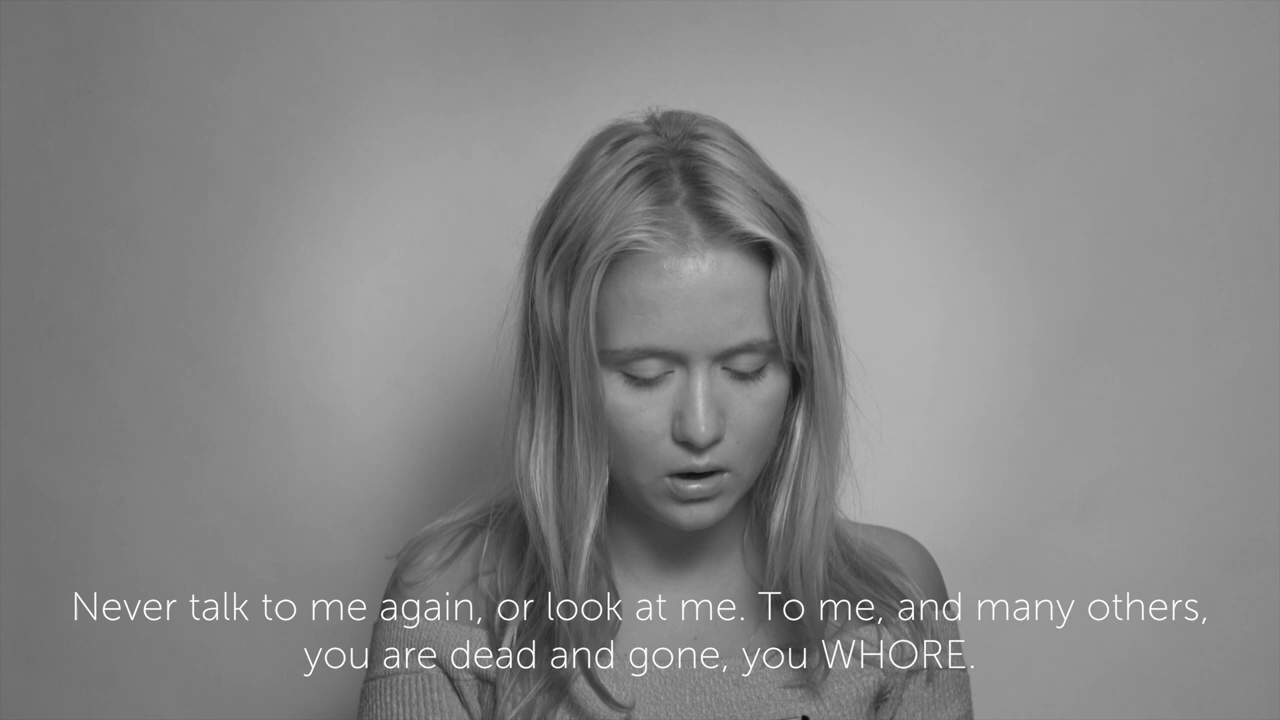 Never talk to me again, or look at me. To me, and many others,
you are dead and gone, you WHORE.